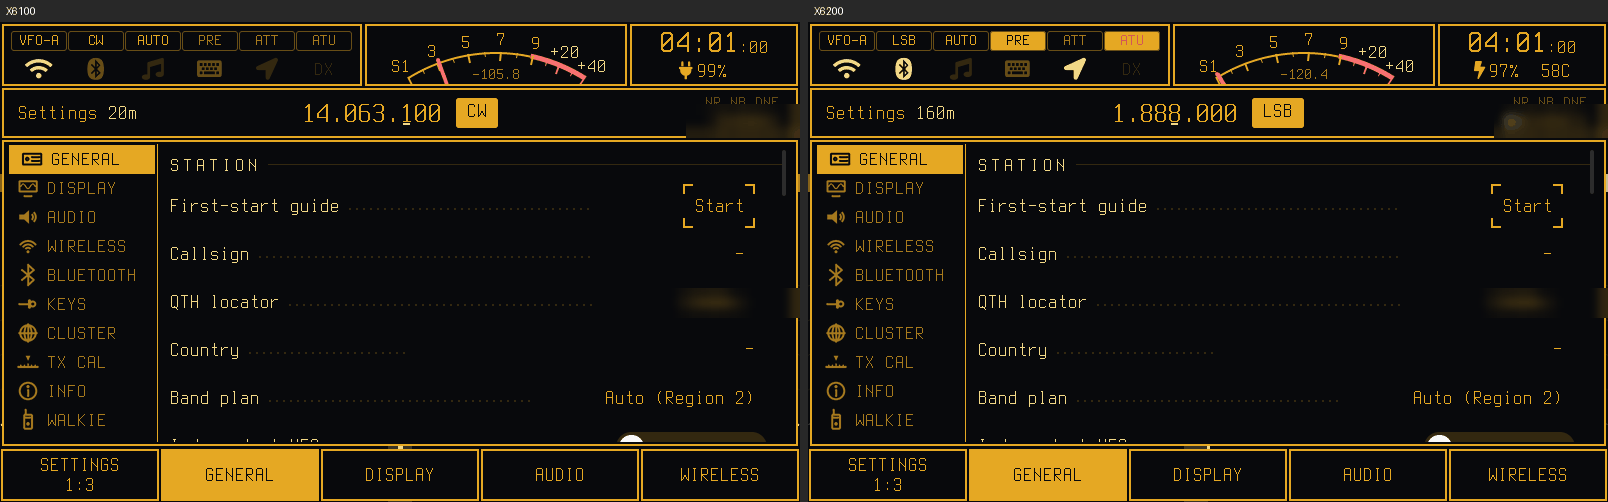 X6100
VFO-A CW AUTO PRE ATT ATU
DX
S1 3 5 7 9 +20 +40
-105.8
04:01:00
99%
Settings 20m 14.063.100 CW
GENERAL
DISPLAY
AUDIO
WIRELESS
BLUETOOTH
KEYS
CLUSTER
TX CAL
INFO
WALKIE
STATION
First-start guide Start
Callsign -
QTH locator
Country -
Band plan Auto (Region 2)
SETTINGS
1:3
GENERAL DISPLAY AUDIO WIRELESS
X6200
VFO-A LSB AUTO PRE ATT ATU
DX
S1 3 5 7 9 +20 +40
-120.4
04:01:00
97% 58C
Settings 160m 1.888.000 LSB
GENERAL
DISPLAY
AUDIO
WIRELESS
BLUETOOTH
KEYS
CLUSTER
TX CAL
INFO
WALKIE
STATION
First-start guide Start
Callsign -
QTH locator
Country -
Band plan Auto (Region 2)
SETTINGS
1:3
GENERAL DISPLAY AUDIO WIRELESS